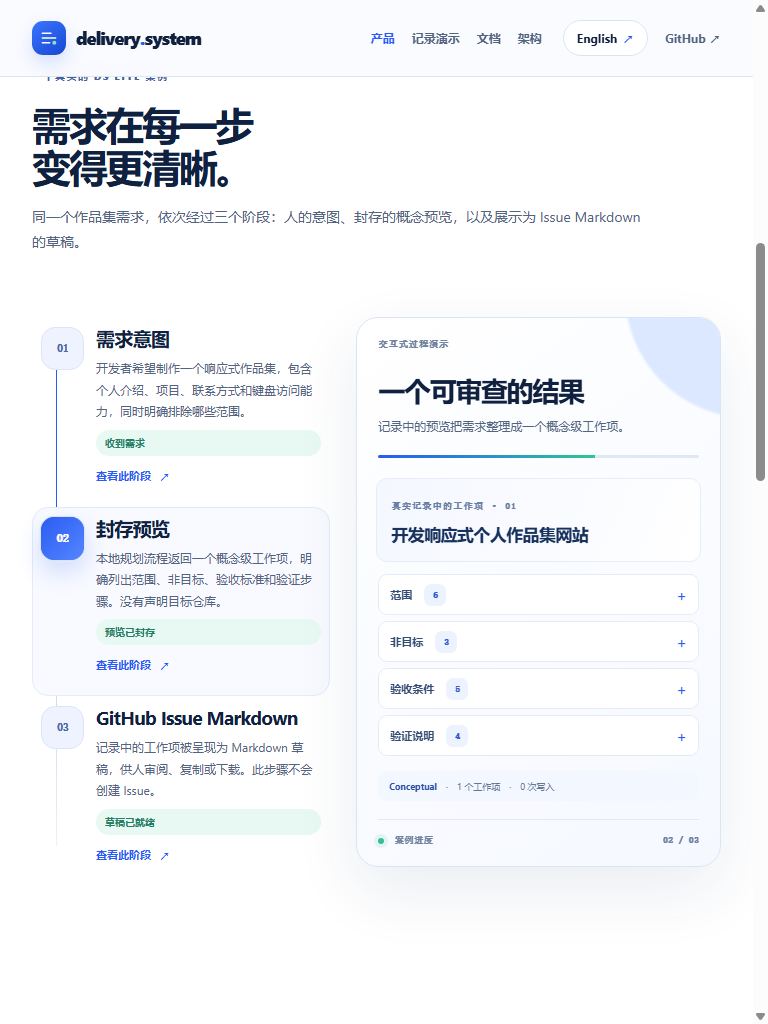 delivery.system
产品 记录演示 文档 架构 English ↗ GitHub ↗
需求在每一步
变得更清晰。
同一个作品集需求，依次经过三个阶段：人的意图、封存的概念预览，以及展示为 Issue Markdown
的草稿。
01
需求意图
开发者希望制作一个响应式作品集，包含
个人介绍、项目、联系方式和键盘访问能
力，同时明确排除哪些范围。
收到需求
查看此阶段 ↗
02
封存预览
本地规划流程返回一个概念级工作项，明
确列出范围、非目标、验收标准和验证步
骤。没有声明目标仓库。
预览已封存
查看此阶段 ↗
03
GitHub Issue Markdown
记录中的工作项被呈现为 Markdown 草
稿，供人审阅、复制或下载。此步骤不会
创建 Issue。
草稿已就绪
查看此阶段 ↗
交互式过程演示
一个可审查的结果
记录中的预览把需求整理成一个概念级工作项。
真实记录中的工作项 · 01
开发响应式个人作品集网站
范围 6 +
非目标 3 +
验收条件 5 +
验证说明 4 +
Conceptual · 1 个工作项 · 0 次写入
案例进度 02 / 03